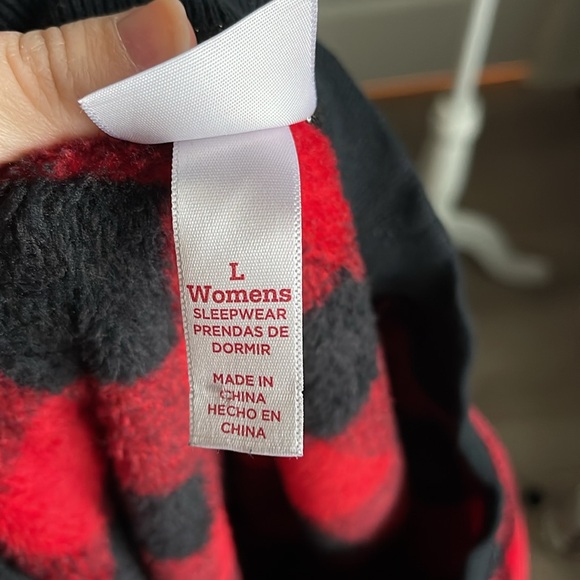 L
Womens
SLEEPWEAR
PRENDAS DE
DORMIR
MADE IN
CHINA
HECHO EN
CHINA